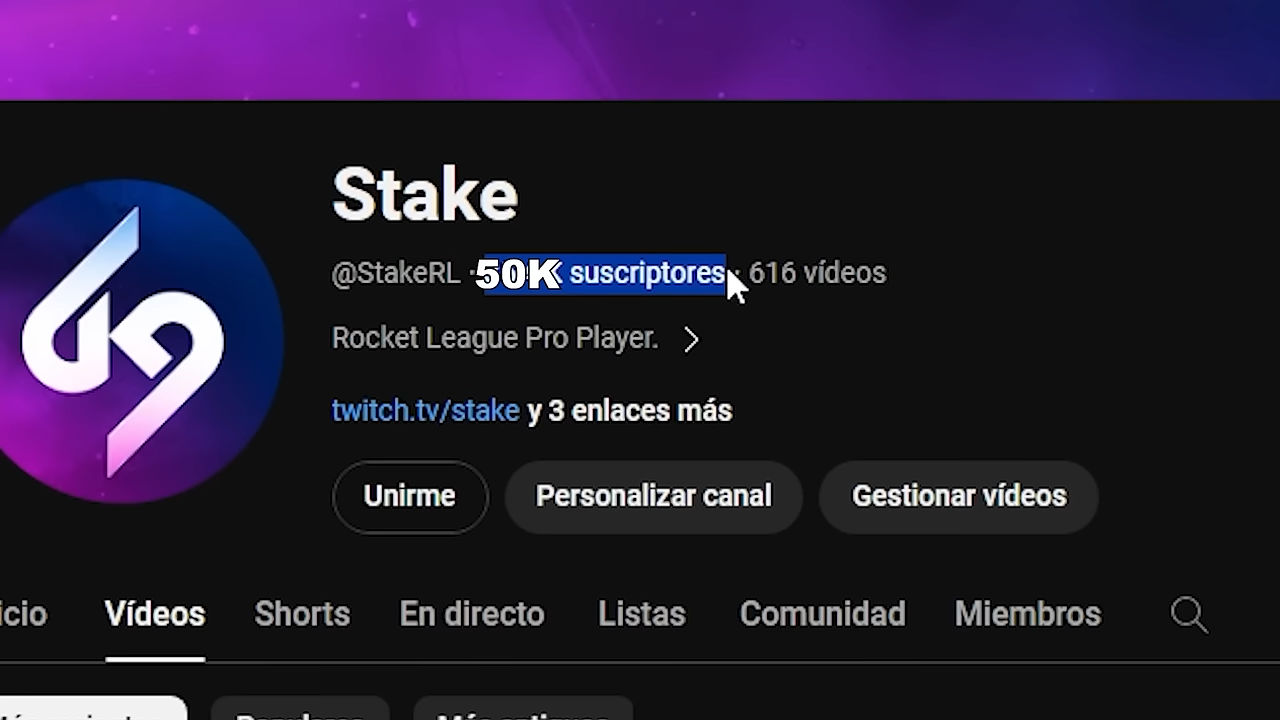 Stake
@StakeRL · 50K suscriptores · 616 vídeos
Rocket League Pro Player.
twitch.tv/stake y 3 enlaces más
Unirme Personalizar canal Gestionar vídeos
Vídeos Shorts En directo Listas Comunidad Miembros